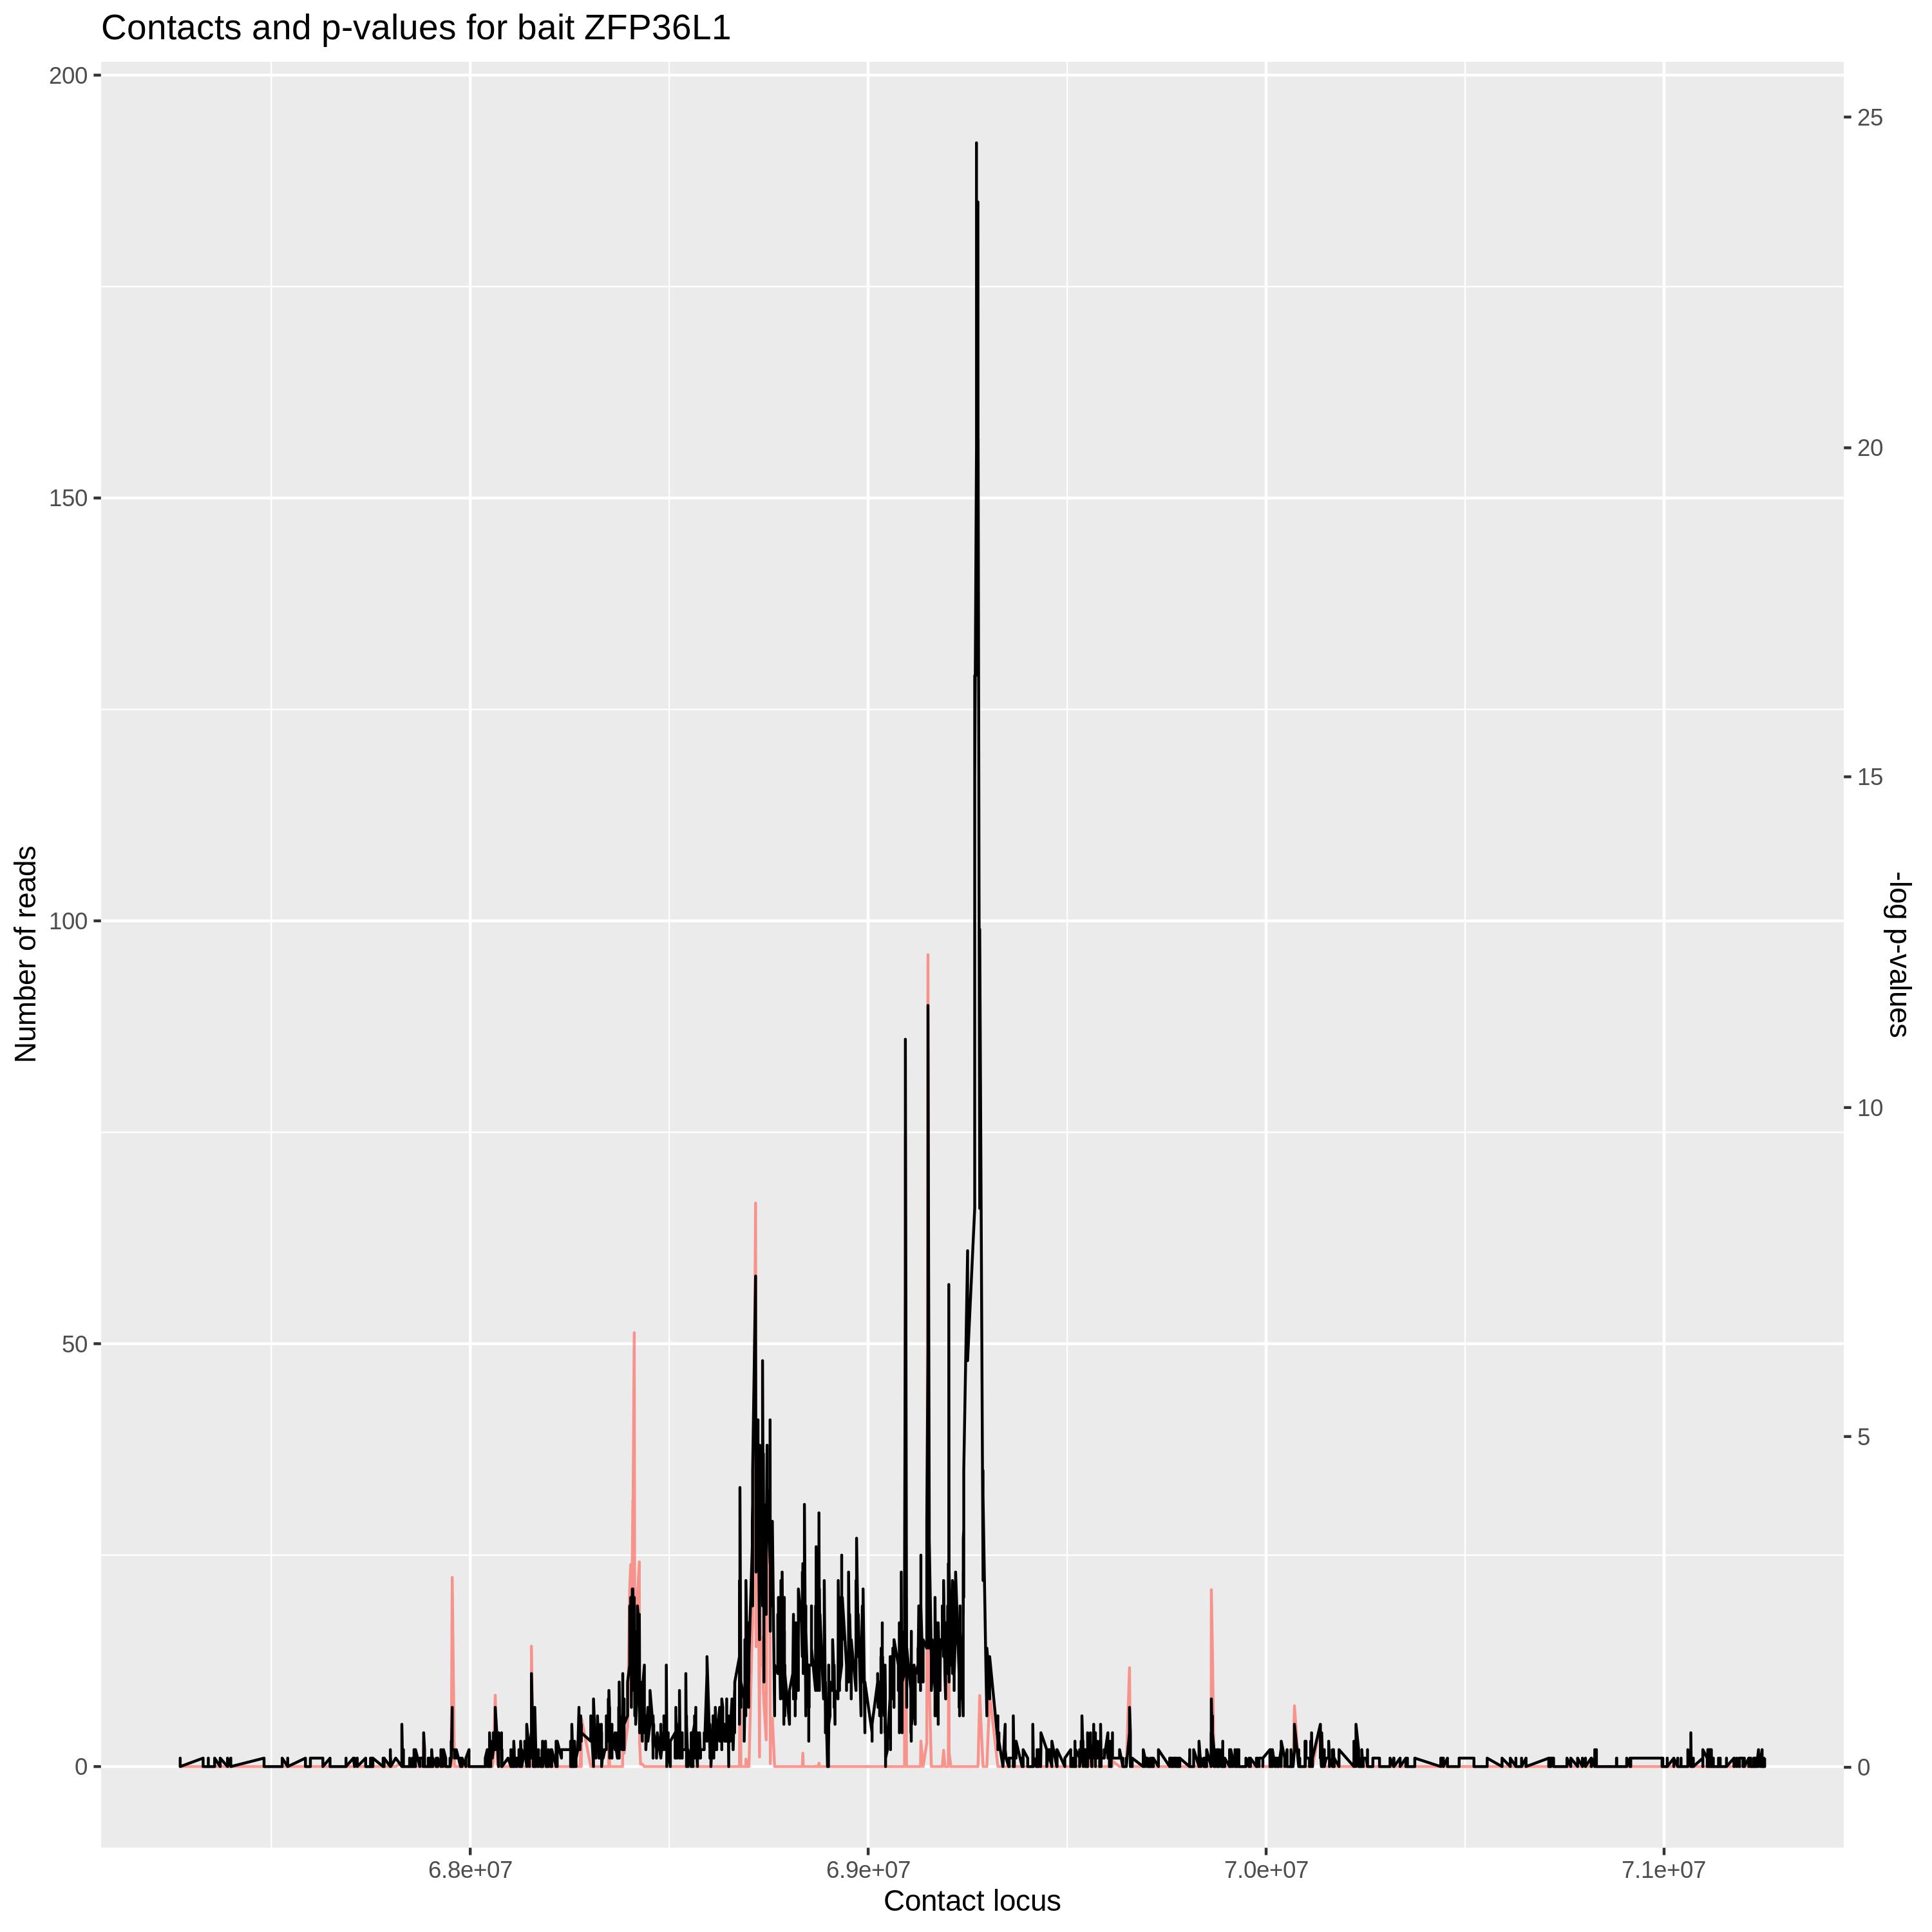 Contacts and p-values for bait ZFP36L1
200
150
100
50
0
Number of reads
25
20
15
10
5
0
-log p-values
6.8e+07
6.9e+07
7.0e+07
7.1e+07
Contact locus